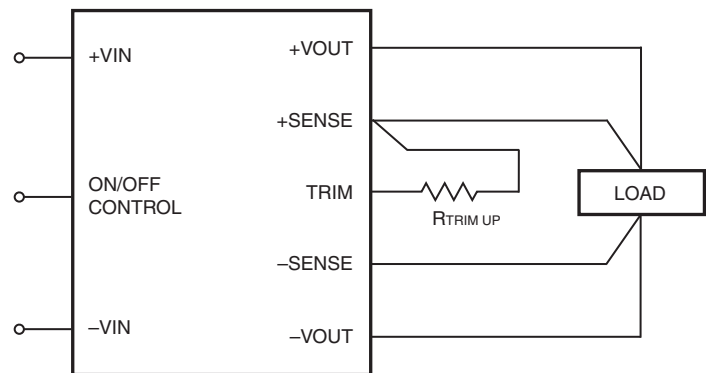 +VIN
+VOUT
+SENSE
ON/OFF
CONTROL
TRIM
RTRIM UP
LOAD
–SENSE
–VIN
–VOUT